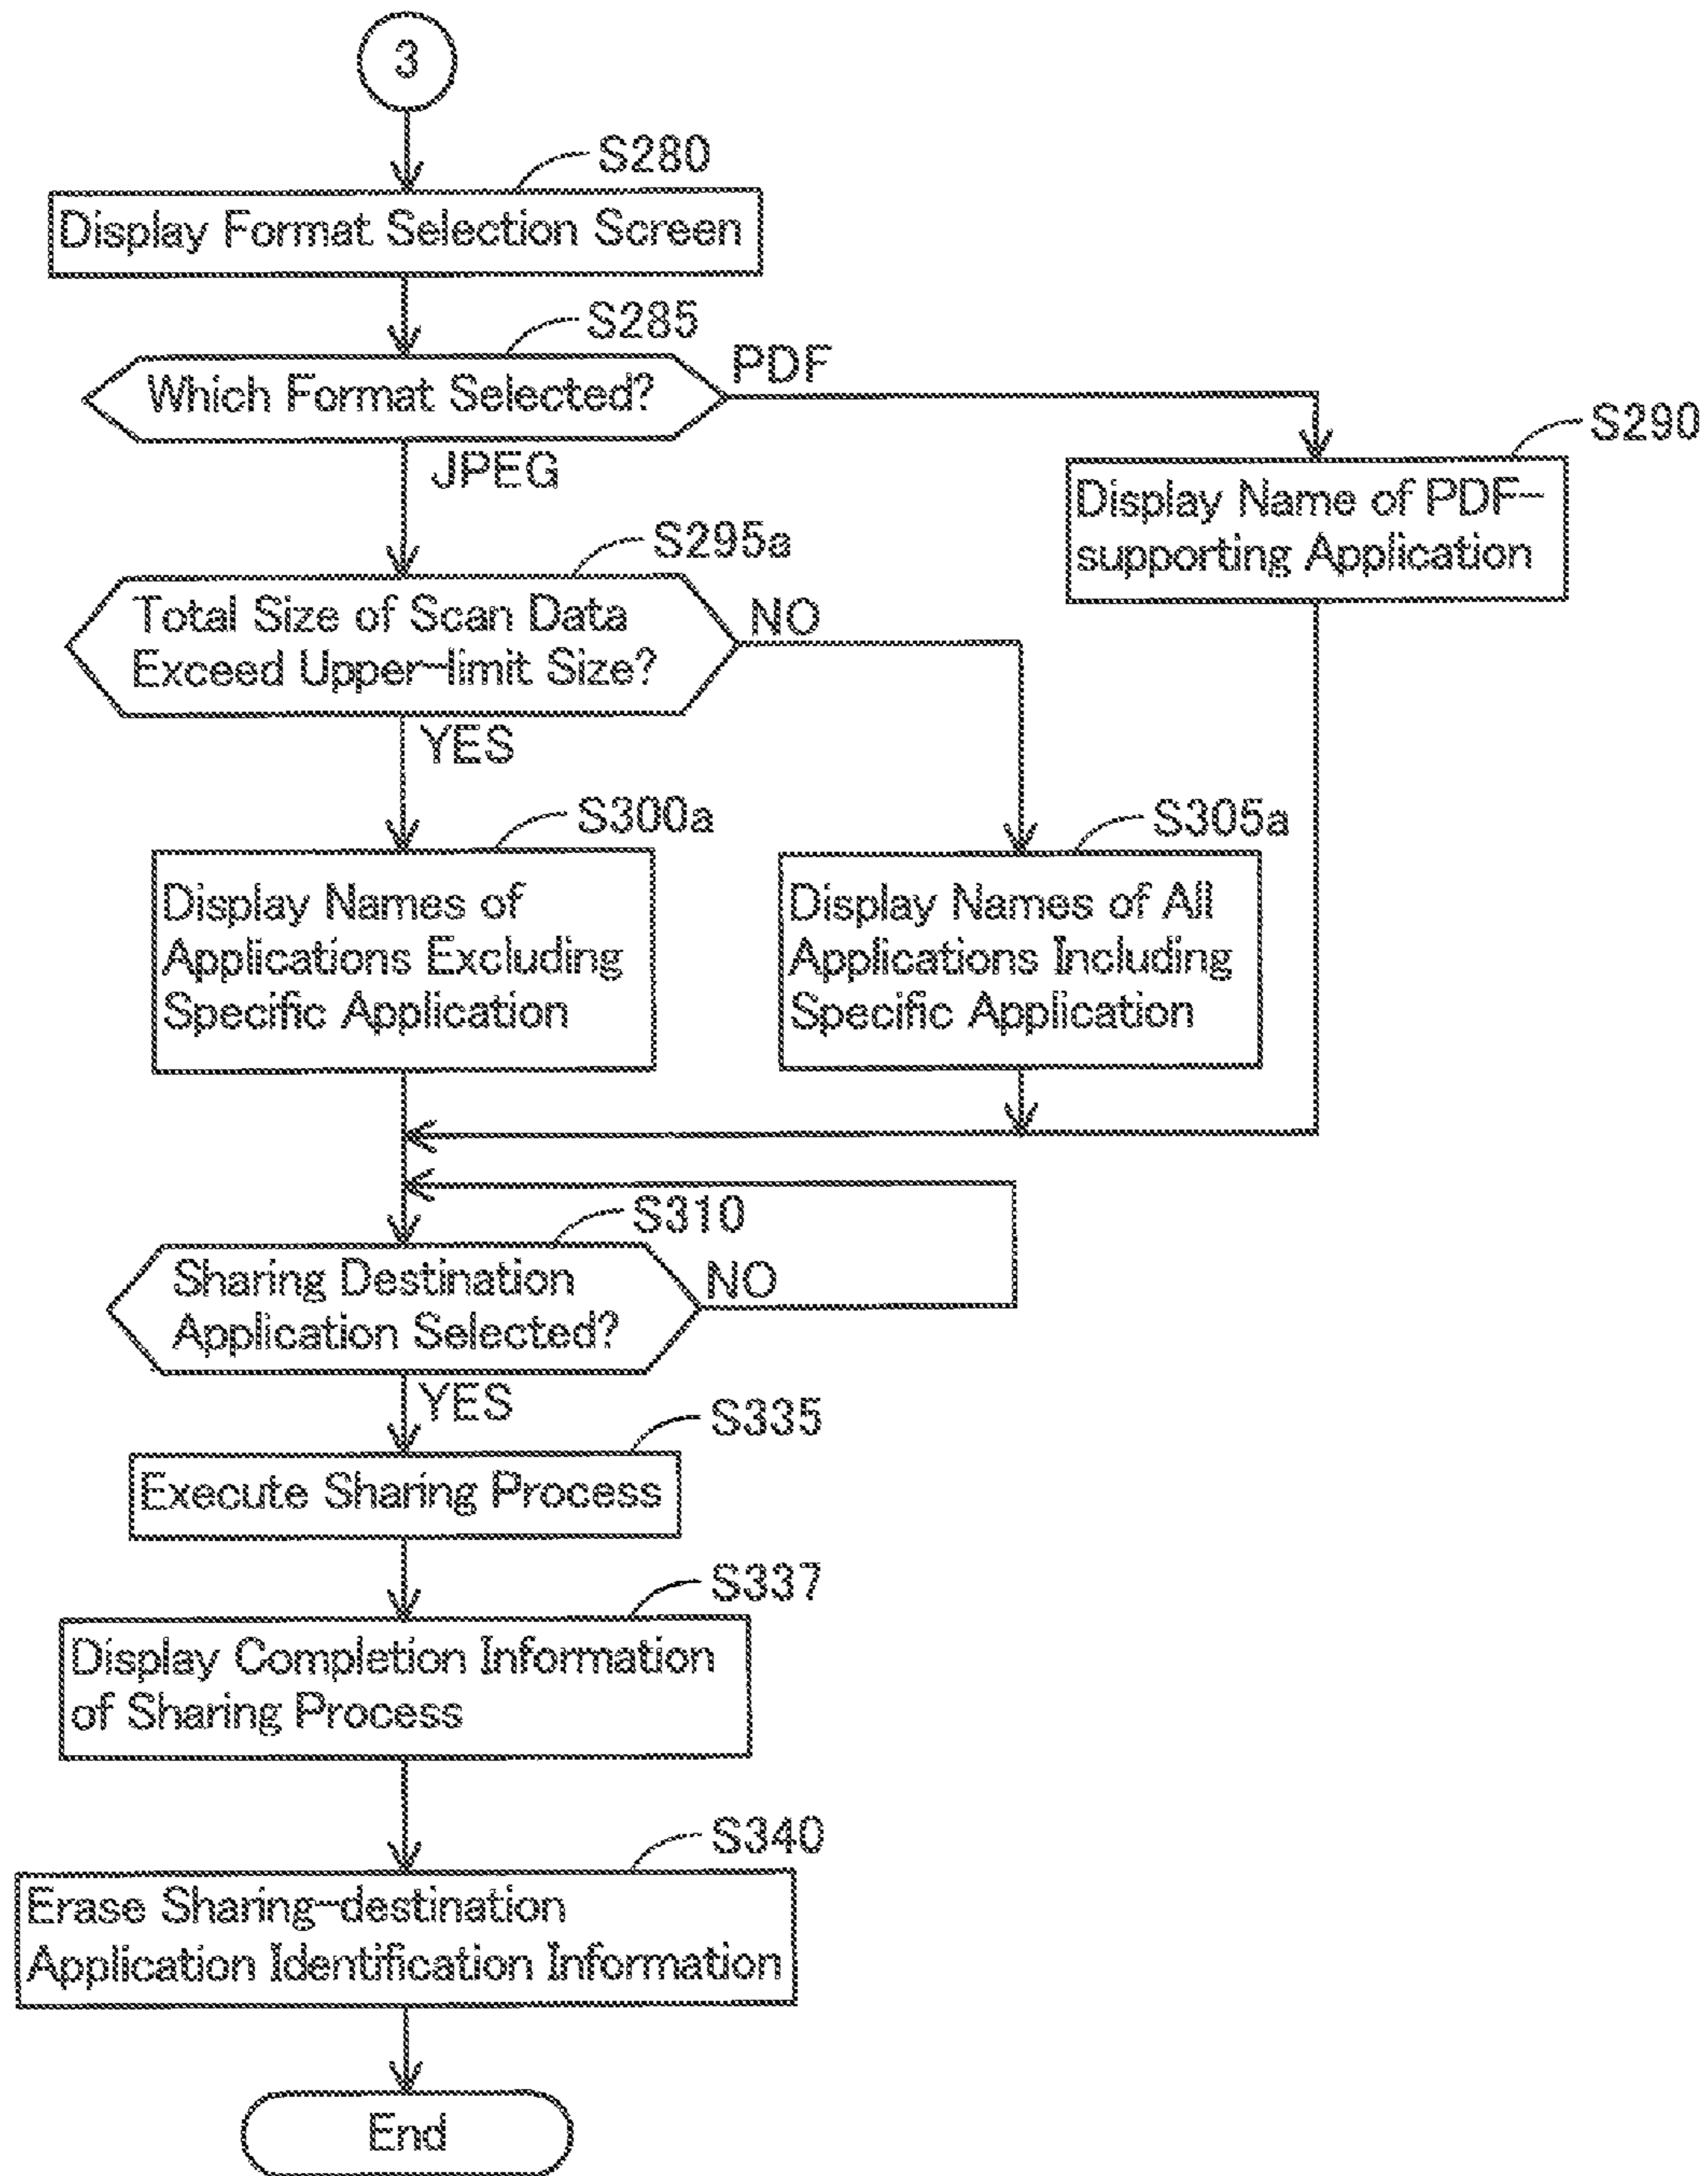 3
S280
Display Format Selection Screen
S285
Which Format Selected?
PDF
JPEG
S290
Display Name of PDF-
supporting Application
S295a
Total Size of Scan Data
Exceed Upper-limit Size?
NO
YES
S300a
Display Names of
Applications Excluding
Specific Application
S305a
Display Names of All
Applications Including
Specific Application
S310
Sharing Destination
Application Selected?
NO
YES
S335
Execute Sharing Process
S337
Display Completion Information
of Sharing Process
S340
Erase Sharing-destination
Application Identification Information
End